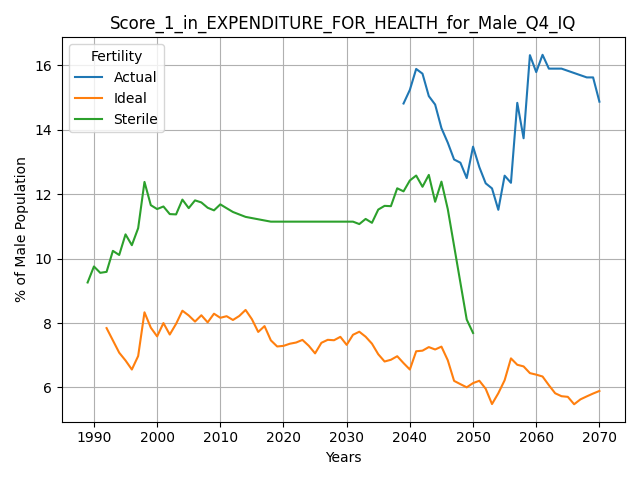 Score_1_in_EXPENDITURE_FOR_HEALTH_for_Male_Q4_IQ
Fertility
Actual
Ideal
Sterile
% of Male Population
16
14
12
10
8
6
1990 2000 2010 2020 2030 2040 2050 2060 2070
Years